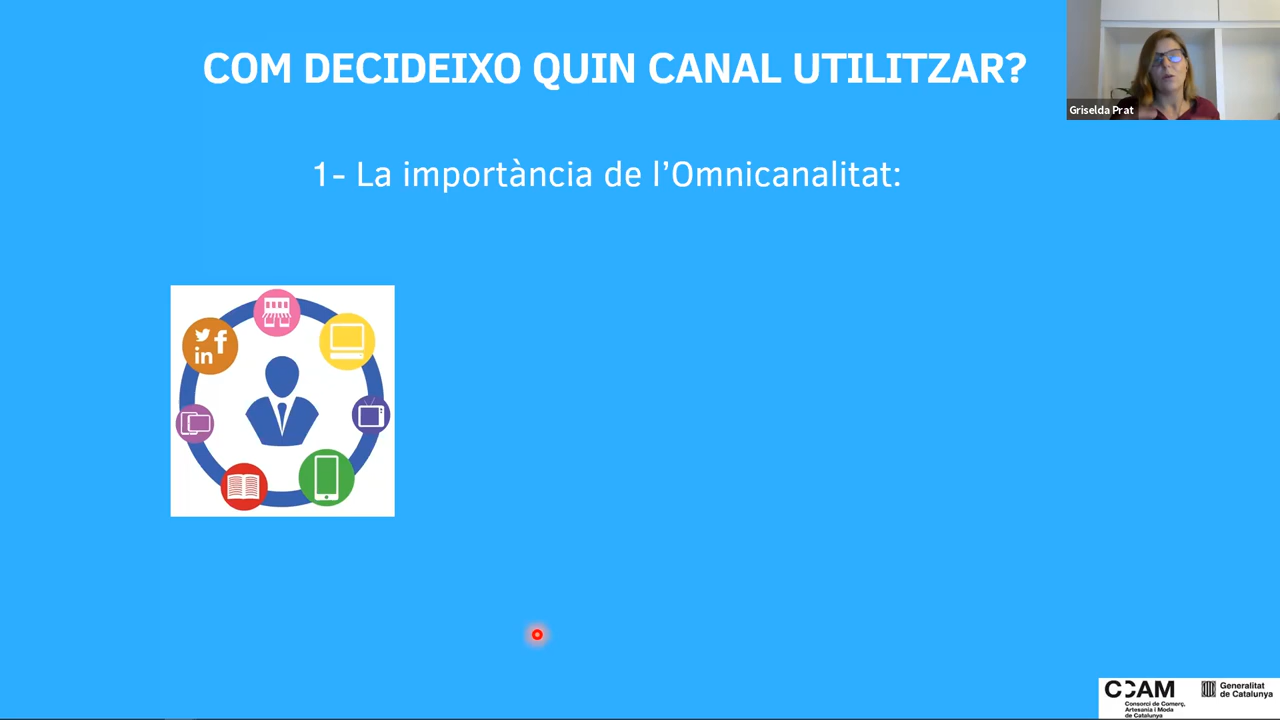 COM DECIDEIXO QUIN CANAL UTILITZAR?
Griselda Prat
1- La importància de l’Omnicanalitat:
in
CCAM
Consorci de Comerç,
Artesania i Moda
de Catalunya
Generalitat
de Catalunya